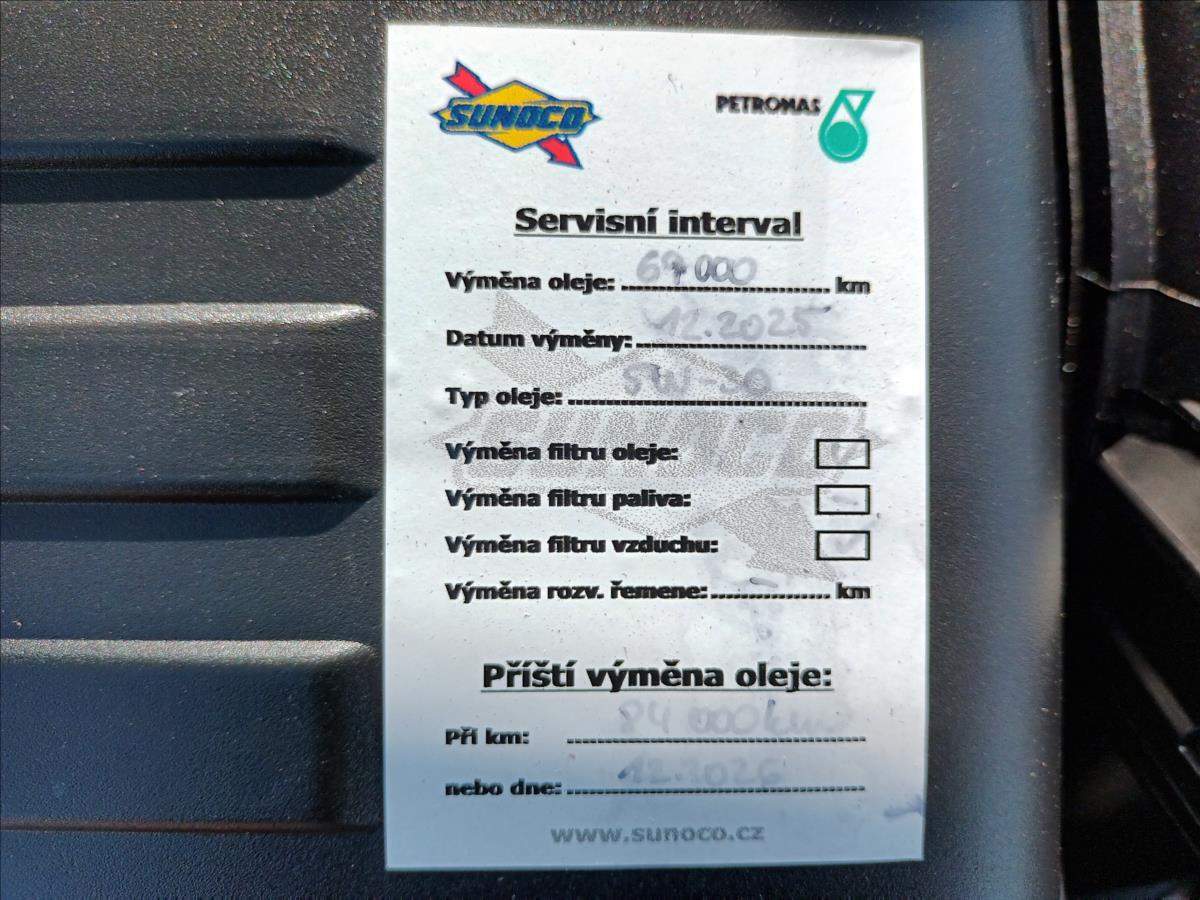 SUNOCO
PETRONAS
Servisní interval
Výměna oleje: 69 000 km
Datum výměny: 12.2025
Typ oleje: 5W-30
Výměna filtru oleje: ✓
Výměna filtru paliva: -
Výměna filtru vzduchu: ✓
Výměna rozv. řemene: - km
Příští výměna oleje:
Při km: 84 000 km
nebo dne: 12.2026
www.sunoco.cz